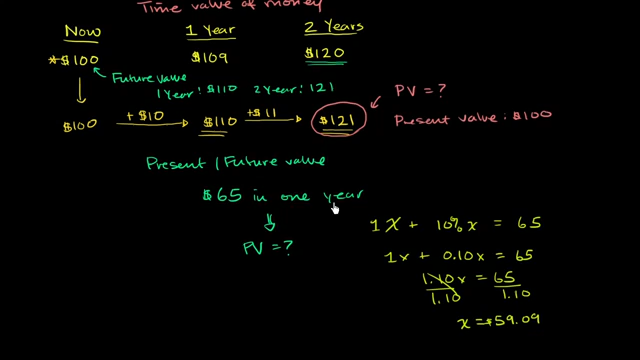 Time value of money
Now 1 Year 2 Years
*$100 $109 $120
Future value
1 Year : $110 2 Year : 121
PV = ?
Present value : $100
$100 +$10 $110 +$11 $121
Present / Future value
$65 in one year
PV = ?
1x + 10% x = 65
1x + 0.10x = 65
1.10x = 65
1.10 1.10
x = $59.09